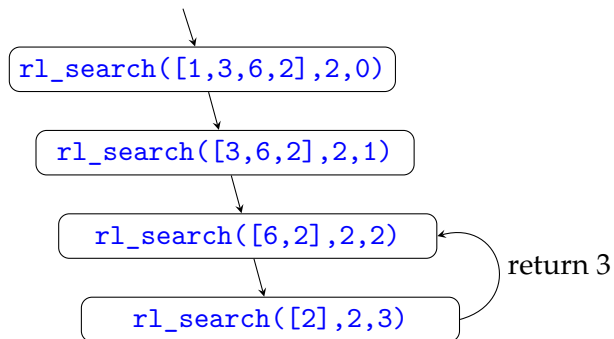 rl_search([1,3,6,2],2,0)
rl_search([3,6,2],2,1)
rl_search([6,2],2,2)
return 3
rl_search([2],2,3)